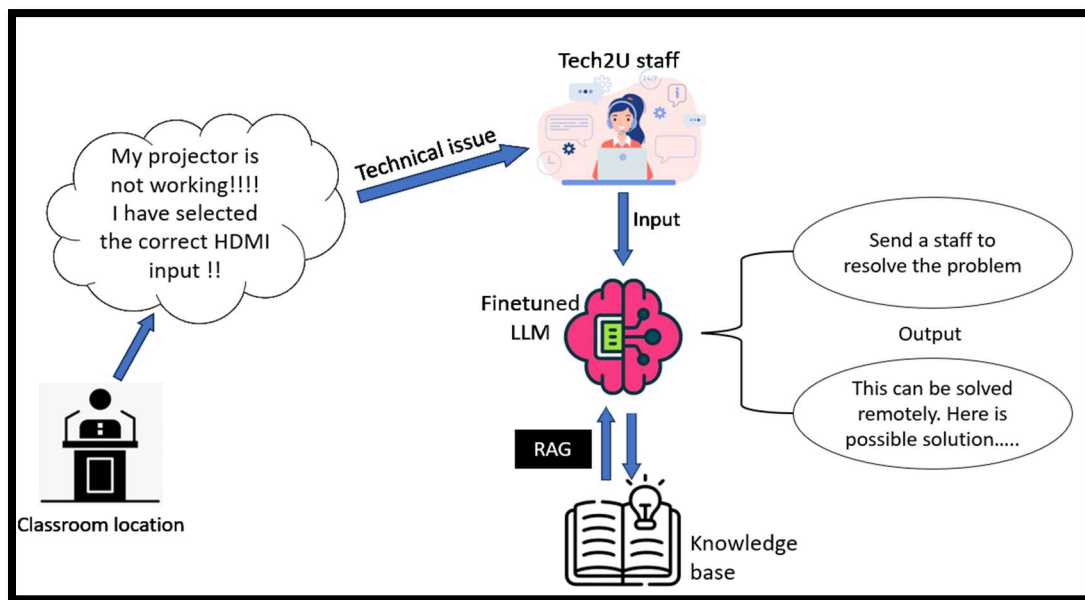 Tech2U staff
24/7
i
Technical issue
My projector is
not working!!!!
I have selected
the correct HDMI
input !!
Classroom location
Input
Finetuned
LLM
RAG
Knowledge
base
Send a staff to
resolve the problem
Output
This can be solved
remotely. Here is
possible solution.....